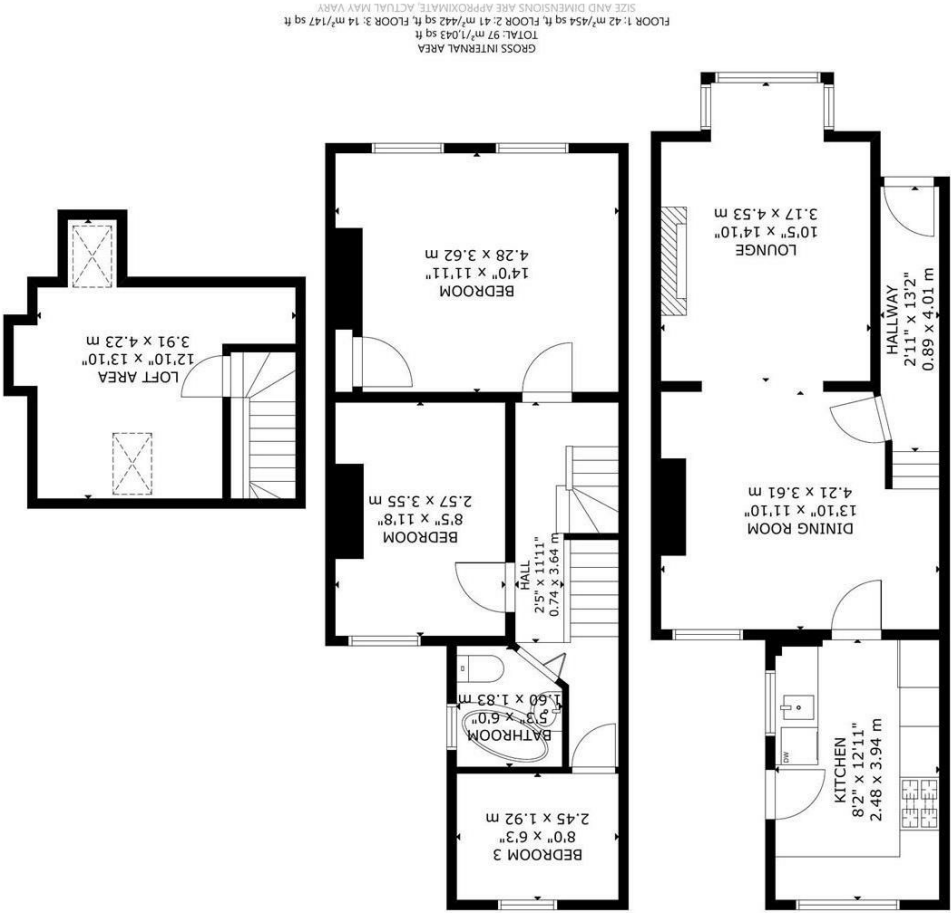 LOUNGE
10'5" x 14'10"
3.17 x 4.53 m
HALLWAY
2'11" x 13'2"
0.89 x 4.01 m
DINING ROOM
13'10" x 11'10"
4.21 x 3.61 m
KITCHEN
8'2" x 12'11"
2.48 x 3.94 m
DW
BEDROOM
14'0" x 11'11"
4.28 x 3.62 m
BEDROOM
8'5" x 11'8"
2.57 x 3.55 m
HALL
2'5" x 11'11"
0.74 x 3.64 m
BATHROOM
5'3" x 6'0"
1.60 x 1.83 m
BEDROOM 3
8'0" x 6'3"
2.45 x 1.92 m
LOFT AREA
12'10" x 13'10"
3.91 x 4.23 m
GROSS INTERNAL AREA
TOTAL: 97 m²/1,043 sq ft
FLOOR 1: 42 m²/454 sq ft, FLOOR 2: 41 m²/442 sq ft, FLOOR 3: 14 m²/147 sq ft
SIZE AND DIMENSIONS ARE APPROXIMATE, ACTUAL MAY VARY